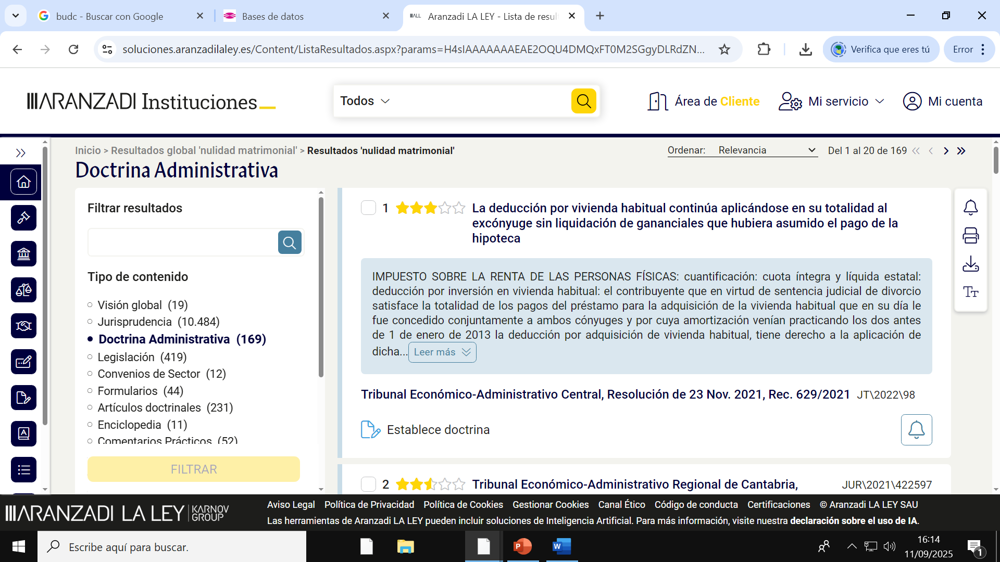 budc - Buscar con Google
Bases de datos
Aranzadi LA LEY - Lista de resul
soluciones.aranzadilaley.es/Content/ListaResultados.aspx?params=H4sIAAAAAAAEAE2OQU4DMQxFT0M2SGgyDLRdZN...
Verifica que eres tú
Error
ARANZADI Instituciones
Todos
Área de Cliente
Mi servicio
Mi cuenta
Inicio > Resultados global 'nulidad matrimonial' > Resultados 'nulidad matrimonial'
Ordenar: Relevancia
Del 1 al 20 de 169
Doctrina Administrativa
Filtrar resultados
Tipo de contenido
Visión global (19)
Jurisprudencia (10.484)
Doctrina Administrativa (169)
Legislación (419)
Convenios de Sector (12)
Formularios (44)
Artículos doctrinales (231)
Enciclopedia (11)
Comentarios Prácticos (52)
FILTRAR
1 La deducción por vivienda habitual continúa aplicándose en su totalidad al
excónyuge sin liquidación de gananciales que hubiera asumido el pago de la
hipoteca
IMPUESTO SOBRE LA RENTA DE LAS PERSONAS FÍSICAS: cuantificación: cuota íntegra y líquida estatal:
deducción por inversión en vivienda habitual: el contribuyente que en virtud de sentencia judicial de divorcio
satisface la totalidad de los pagos del préstamo para la adquisición de la vivienda habitual que en su día le
fue concedido conjuntamente a ambos cónyuges y por cuya amortización venían practicando los dos antes
de 1 de enero de 2013 la deducción por adquisición de vivienda habitual, tiene derecho a la aplicación de
dicha... Leer más
Tribunal Económico-Administrativo Central, Resolución de 23 Nov. 2021, Rec. 629/2021 JT\2022\98
Establece doctrina
2 Tribunal Económico-Administrativo Regional de Cantabria,
JUR\2021\422597
ARANZADI LA LEY
KARNOV
GROUP
Aviso Legal Política de Privacidad Política de Cookies Gestionar Cookies Canal Ético Código de conducta Certificaciones © Aranzadi LA LEY SAU
Las herramientas de Aranzadi LA LEY pueden incluir soluciones de Inteligencia Artificial. Para más información, visite nuestra declaración sobre el uso de IA.
Escribe aquí para buscar.
16:14
11/09/2025
1